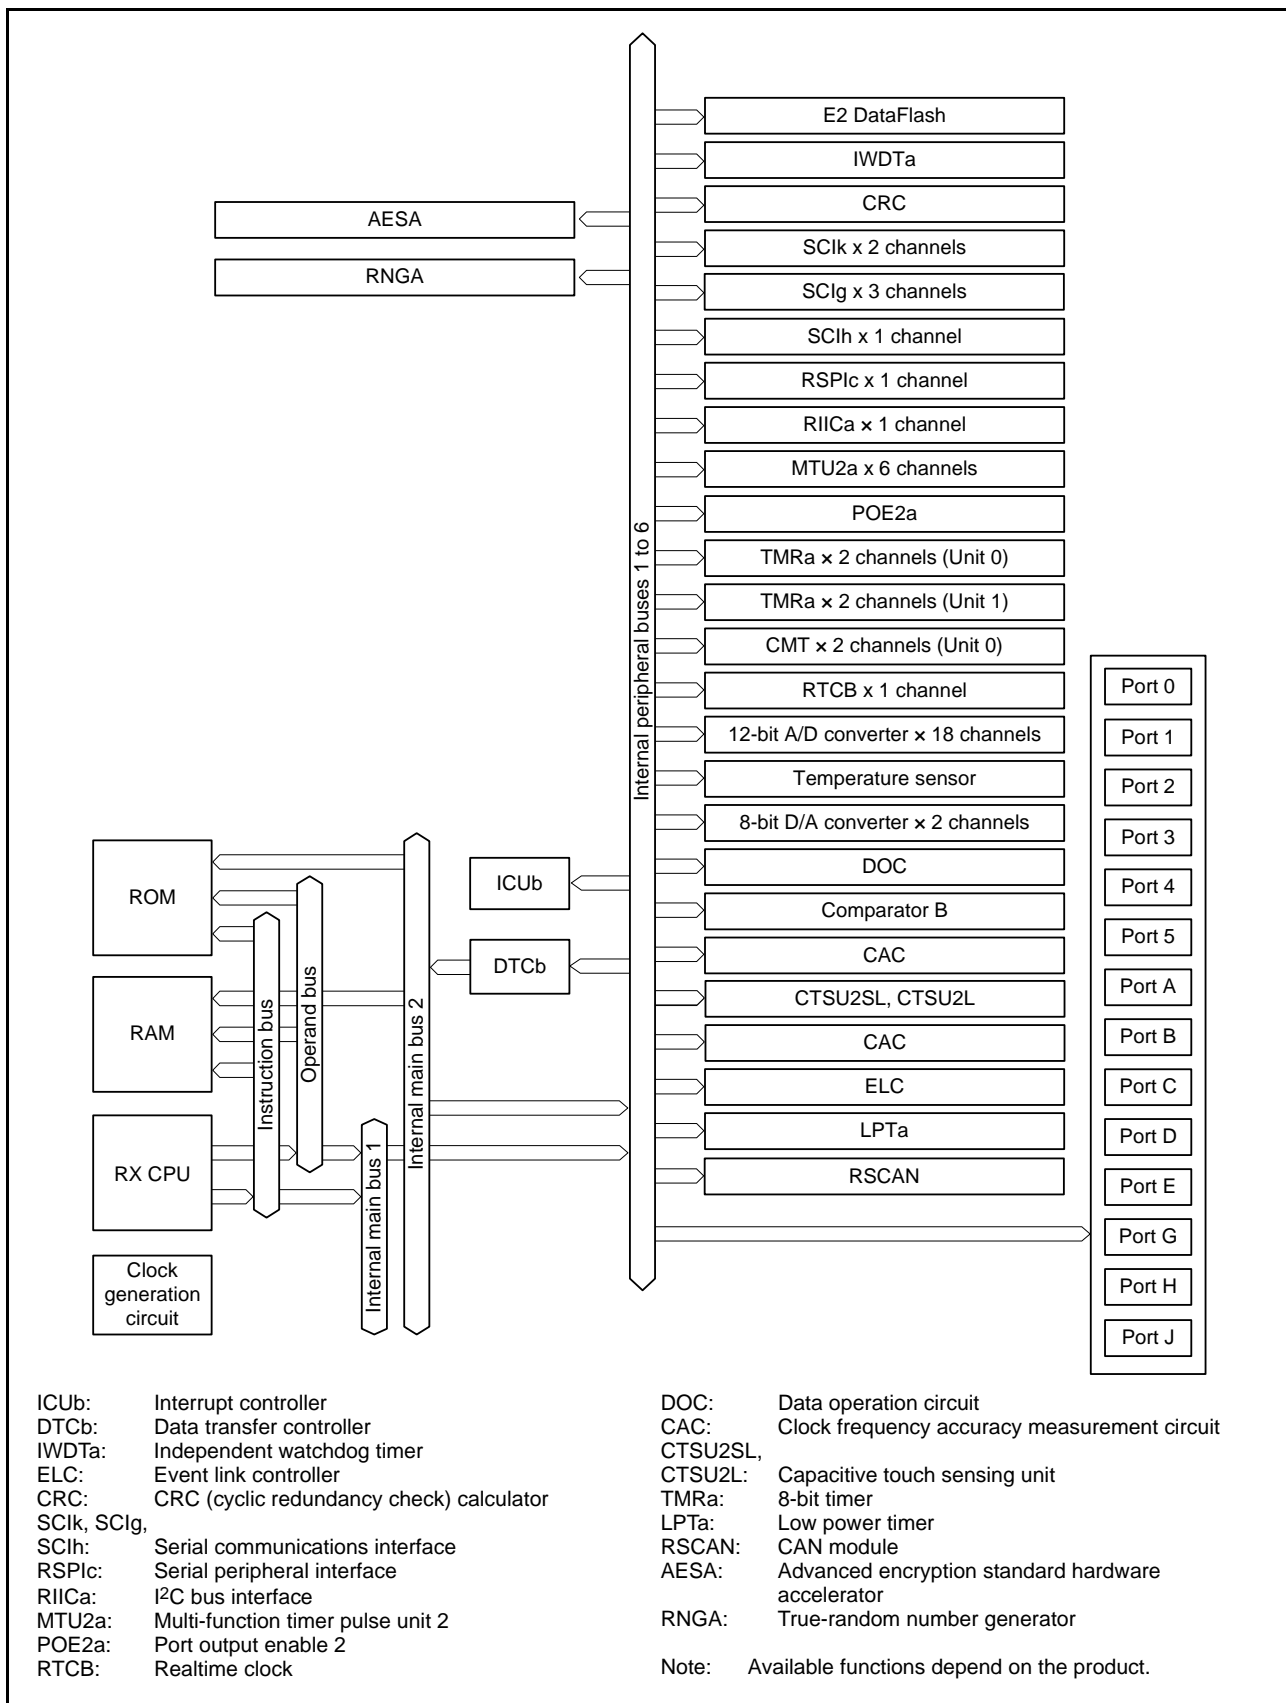 E2 DataFlash
IWDTa
CRC
AESA
SCIk x 2 channels
RNGA
SCIg x 3 channels
SCIh x 1 channel
RSPIc x 1 channel
RIICa × 1 channel
MTU2a x 6 channels
POE2a
TMRa × 2 channels (Unit 0)
TMRa × 2 channels (Unit 1)
CMT × 2 channels (Unit 0)
RTCB x 1 channel
12-bit A/D converter × 18 channels
Temperature sensor
8-bit D/A converter × 2 channels
DOC
Comparator B
CAC
CTSU2SL, CTSU2L
CAC
ELC
LPTa
RSCAN
Internal peripheral buses 1 to 6
Port 0
Port 1
Port 2
Port 3
Port 4
Port 5
Port A
Port B
Port C
Port D
Port E
Port G
Port H
Port J
ROM
RAM
RX CPU
Clock
generation
circuit
Instruction bus
Operand bus
Internal main bus 1
Internal main bus 2
ICUb
DTCb
ICUb: Interrupt controller
DTCb: Data transfer controller
IWDTa: Independent watchdog timer
ELC: Event link controller
CRC: CRC (cyclic redundancy check) calculator
SCIk, SCIg,
SCIh: Serial communications interface
RSPIc: Serial peripheral interface
RIICa: I2C bus interface
MTU2a: Multi-function timer pulse unit 2
POE2a: Port output enable 2
RTCB: Realtime clock
DOC: Data operation circuit
CAC: Clock frequency accuracy measurement circuit
CTSU2SL,
CTSU2L: Capacitive touch sensing unit
TMRa: 8-bit timer
LPTa: Low power timer
RSCAN: CAN module
AESA: Advanced encryption standard hardware
accelerator
RNGA: True-random number generator
Note: Available functions depend on the product.